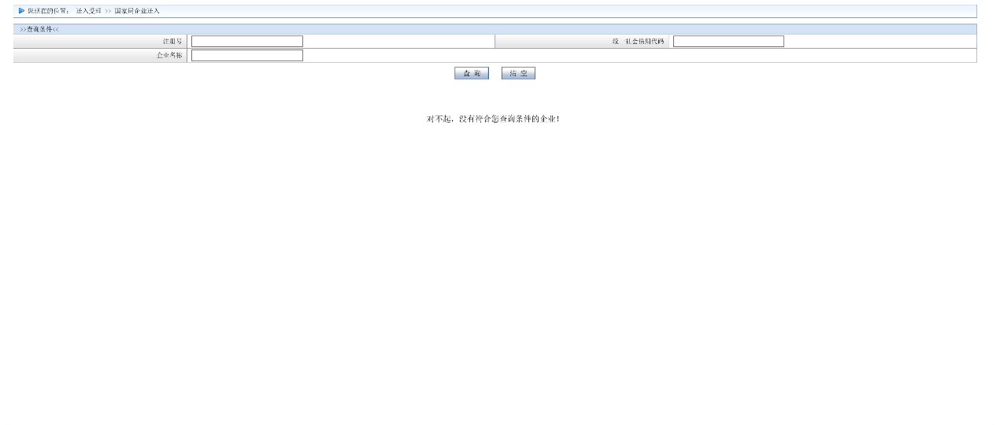 您现在的位置： 迁入受理 >> 国家局企业迁入
>>查询条件<<
注册号
统一社会信用代码
企业名称
查 询
清 空
对不起，没有符合您查询条件的企业！